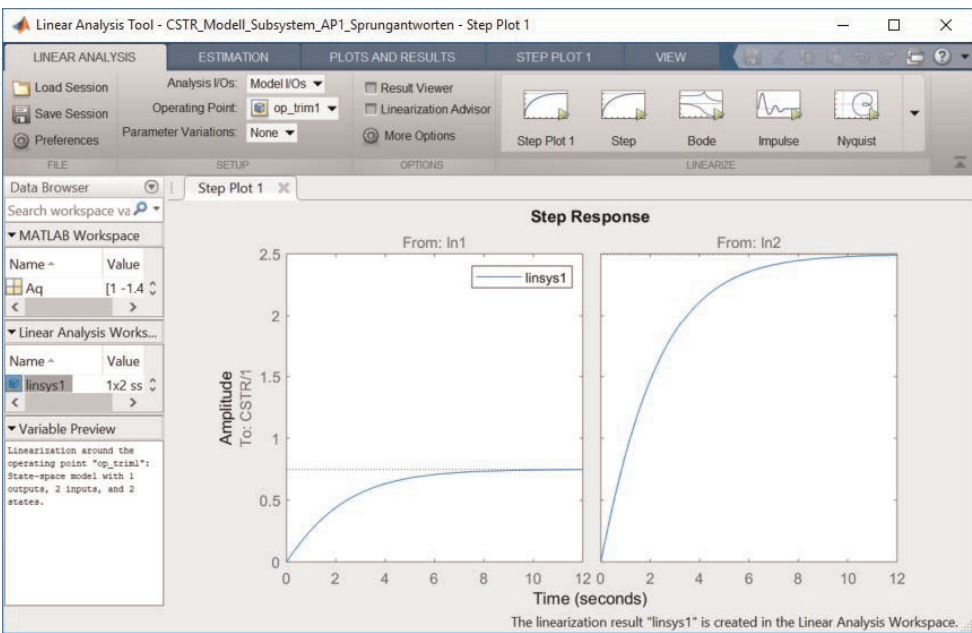 Linear Analysis Tool - CSTR_Modell_Subsystem_AP1_Sprungantworten - Step Plot 1
LINEAR ANALYSIS ESTIMATION PLOTS AND RESULTS STEP PLOT 1 VIEW
Load Session
Save Session
Preferences
FILE
Analysis I/Os: Model I/Os
Operating Point: op_trim1
Parameter Variations: None
SETUP
Result Viewer
Linearization Advisor
More Options
OPTIONS
Step Plot 1 Step Bode Impulse Nyquist
LINEARIZE
Data Browser
Search workspace va
MATLAB Workspace
Name Value
Aq [1 -1.4
Linear Analysis Works...
Name Value
linsys1 1x2 ss
Variable Preview
Linearization around the
operating point "op_trim1":
State-space model with 1
outputs, 2 inputs, and 2
states.
Step Plot 1
Step Response
From: In1 From: In2
linsys1
2.5
2
1.5
1
0.5
0
Amplitude
To: CSTR/1
0 2 4 6 8 10 12 0 2 4 6 8 10 12
Time (seconds)
The linearization result "linsys1" is created in the Linear Analysis Workspace.